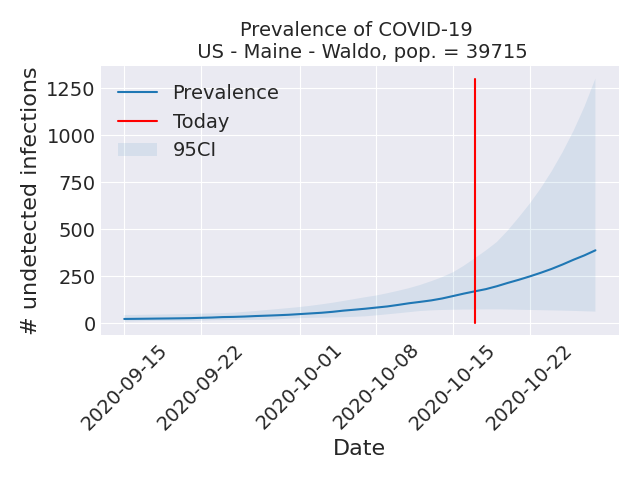 Prevalence of COVID-19
US - Maine - Waldo, pop. = 39715
# undetected infections
1250
1000
750
500
250
0
Prevalence
Today
95CI
2020-09-15
2020-09-22
2020-10-01
2020-10-08
2020-10-15
2020-10-22
Date